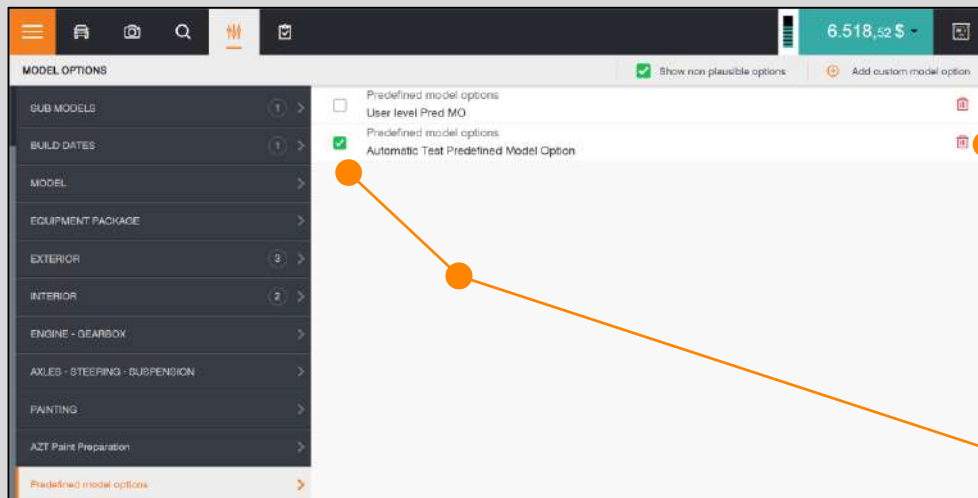 6.518,52 $
MODEL OPTIONS
Show non plausible options
Add custom model option
SUB MODELS 1
BUILD DATES 1
MODEL
EQUIPMENT PACKAGE
EXTERIOR 3
INTERIOR 2
ENGINE - GEARBOX
AXLES - STEERING - SUSPENSION
PAINTING
AZT Paint Preparation
Predefined model options
Predefined model options
User level Pred MO
Predefined model options
Automatic Test Predefined Model Option